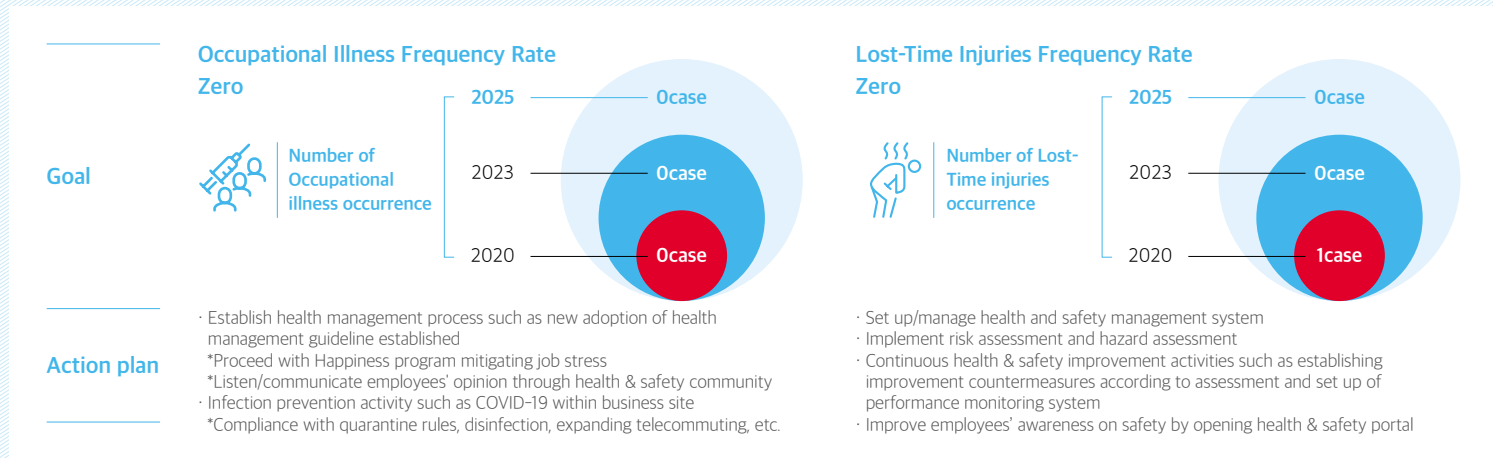 Goal
Occupational Illness Frequency Rate
Zero
Number of
Occupational
illness occurrence
2025
0case
2023
0case
2020
0case
Lost-Time Injuries Frequency Rate
Zero
Number of Lost-
Time injuries
occurrence
2025
0case
2023
0case
2020
1case
Action plan
· Establish health management process such as new adoption of health
management guideline established
*Proceed with Happiness program mitigating job stress
*Listen/communicate employees' opinion through health & safety community
· Infection prevention activity such as COVID-19 within business site
*Compliance with quarantine rules, disinfection, expanding telecommuting, etc.
· Set up/manage health and safety management system
· Implement risk assessment and hazard assessment
· Continuous health & safety improvement activities such as establishing
improvement countermeasures according to assessment and set up of
performance monitoring system
· Improve employees' awareness on safety by opening health & safety portal